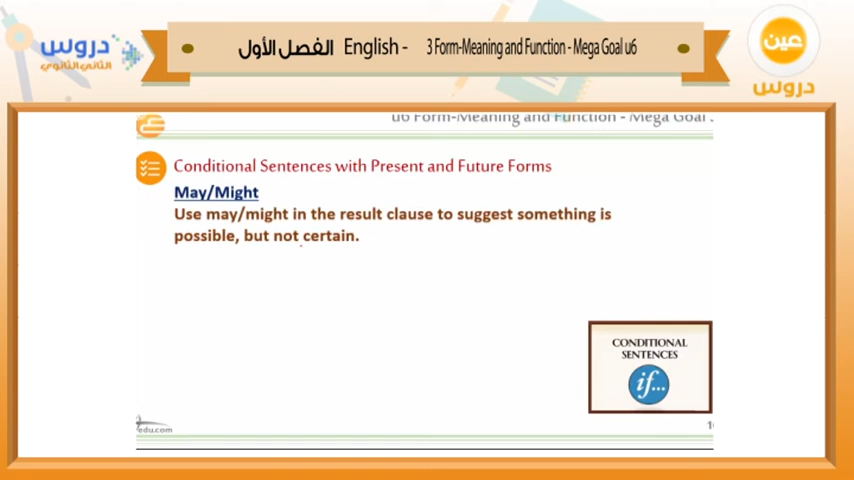 دروس
الثاني الثانوي
الفصل الأول English - 3 Form-Meaning and Function - Mega Goal u6
عين
دروس
u6 Form-Meaning and Function - Mega Goal 3
Conditional Sentences with Present and Future Forms
May/Might
Use may/might in the result clause to suggest something is
possible, but not certain.
CONDITIONAL
SENTENCES
if...
edu.com